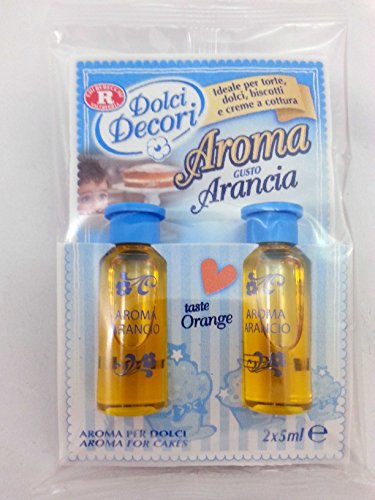 R
Dolci
Decori
Ideale per torte,
dolci, biscotti
e creme a cottura
Aroma
GUSTO
Arancia
AROMA
ARANCIO
taste
Orange
AROMA
ARANCIO
AROMA PER DOLCI
AROMA FOR CAKES
2x5ml e